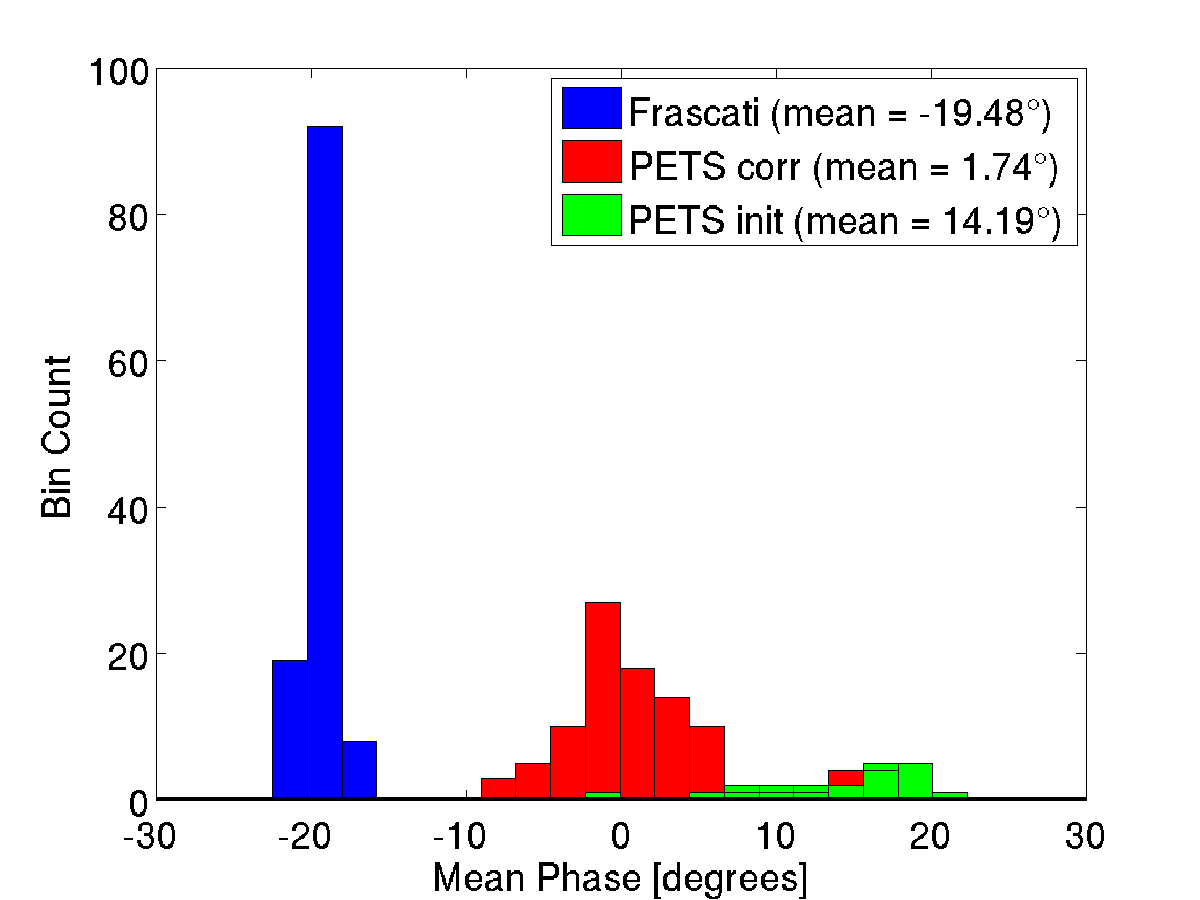 100
80
60
40
20
0
Bin Count
Frascati (mean = -19.48°)
PETS corr (mean = 1.74°)
PETS init (mean = 14.19°)
-30 -20 -10 0 10 20 30
Mean Phase [degrees]